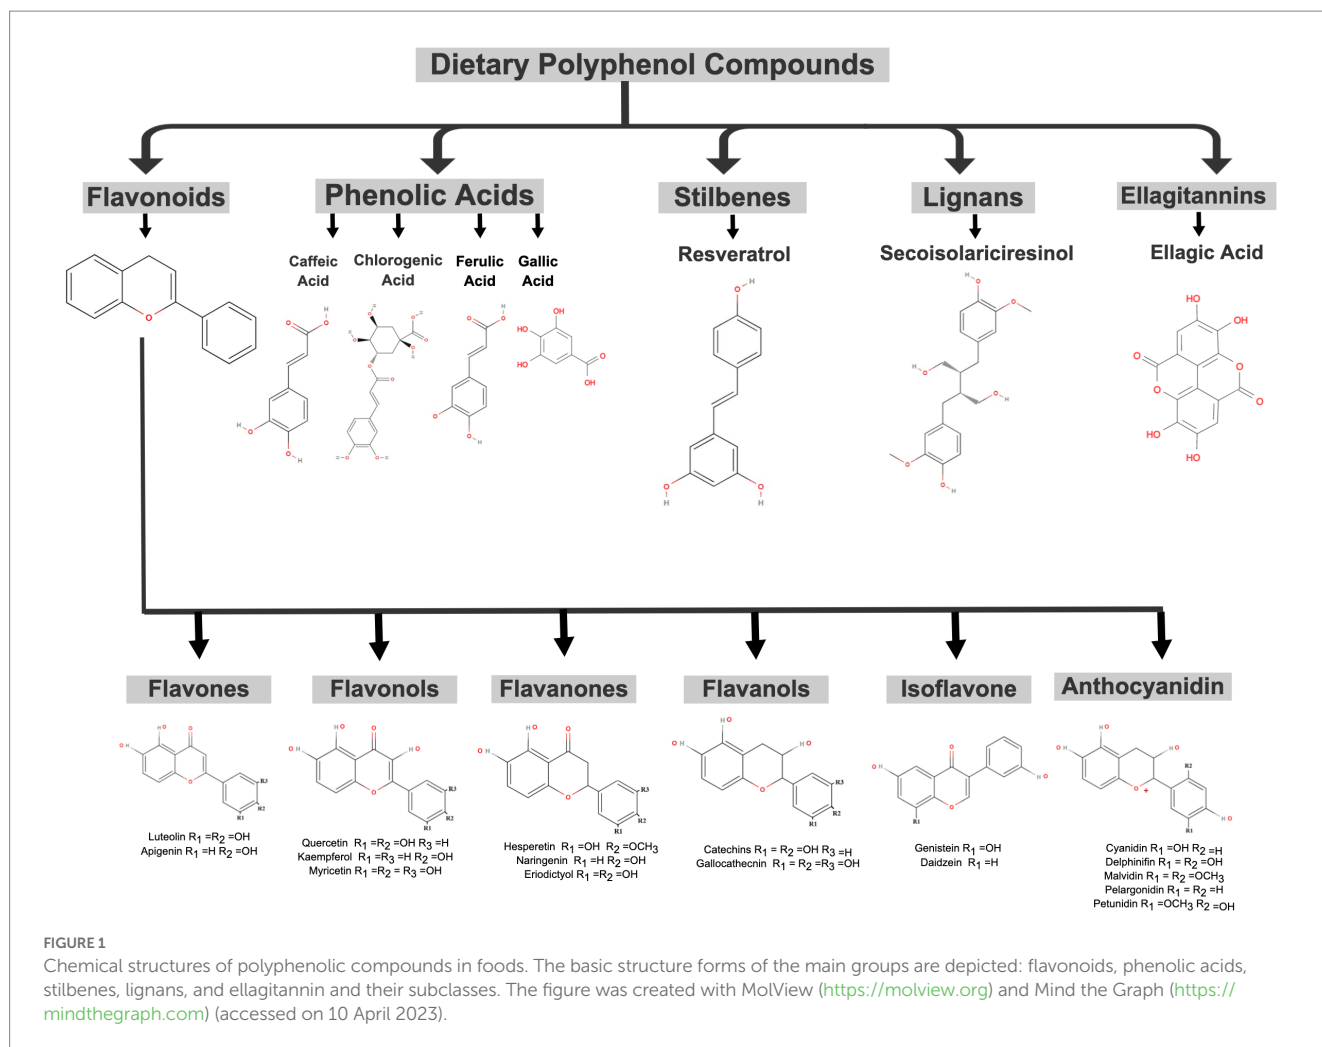 Dietary Polyphenol Compounds
Flavonoids
Phenolic Acids
Stilbenes
Lignans
Ellagitannins
Caffeic
Acid
Chlorogenic
Acid
Ferulic
Acid
Gallic
Acid
Resveratrol
Secoisolariciresinol
Ellagic Acid
Flavones
Flavonols
Flavanones
Flavanols
Isoflavone
Anthocyanidin
Luteolin R1 =R2 =OH
Apigenin R1 =H R2 =OH
Quercetin R1 =R2 =OH R3 =H
Kaempferol R1 =R3 =H R2 =OH
Myricetin R1 =R2 = R3 =OH
Hesperetin R1 =OH R2 =OCH3
Naringenin R1 =H R2 =OH
Eriodictyol R1 =R2 =OH
Catechins R1 = R2 =OH R3 =H
Gallocathecnin R1 = R2 =R3 =OH
Genistein R1 =OH
Daidzein R1 =H
Cyanidin R1 =OH R2 =H
Delphinifin R1 = R2 =OH
Malvidin R1 = R2 =OCH3
Pelargonidin R1 = R2 =H
Petunidin R1 =OCH3 R2 =OH
FIGURE 1
Chemical structures of polyphenolic compounds in foods. The basic structure forms of the main groups are depicted: flavonoids, phenolic acids,
stilbenes, lignans, and ellagitannin and their subclasses. The figure was created with MolView (https://molview.org) and Mind the Graph (https://
mindthegraph.com) (accessed on 10 April 2023).